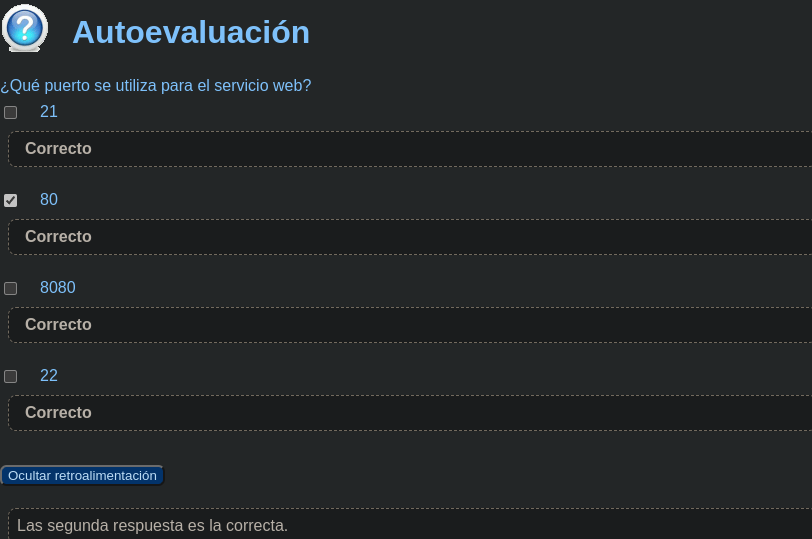 Autoevaluación
¿Qué puerto se utiliza para el servicio web?
21
Correcto
80
Correcto
8080
Correcto
22
Correcto
Ocultar retroalimentación
Las segunda respuesta es la correcta.